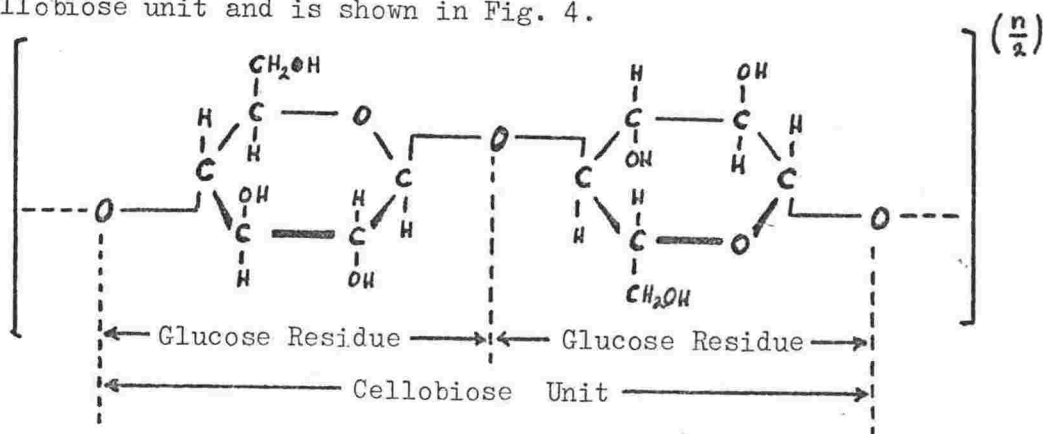 llobiose unit and is shown in Fig. 4.
(n/2)
CH₂OH H OH
C O C C
H H OH H H
C O C
OH H C H C
O H H O
C C H C O
H OH
CH₂OH
Glucose Residue Glucose Residue
Cellobiose Unit